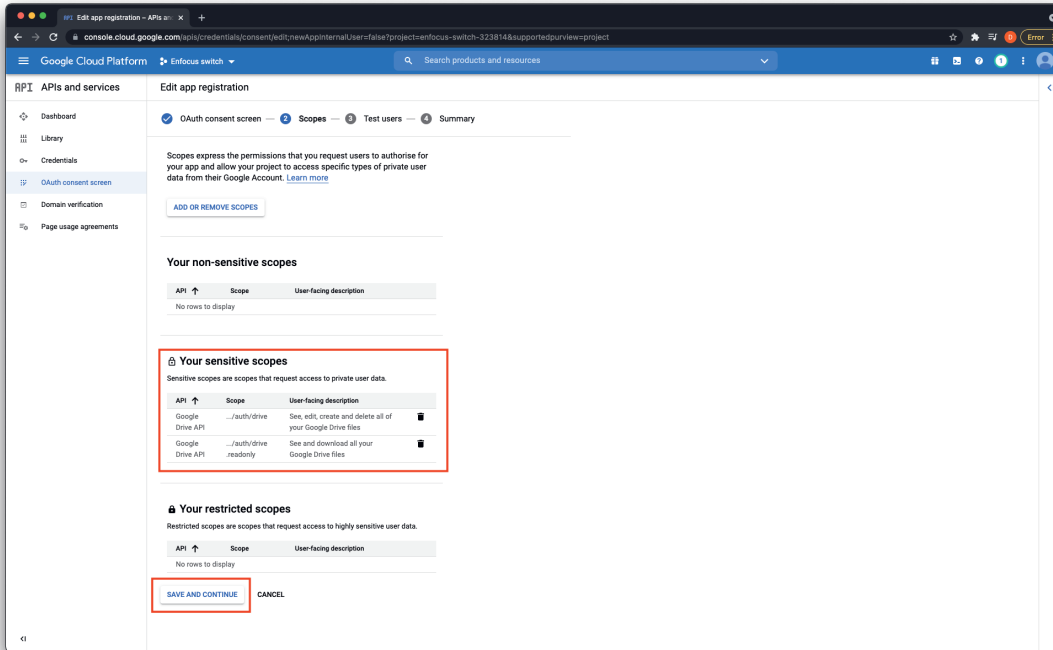 API Edit app registration – APIs an
console.cloud.google.com/apis/credentials/consent/edit;newAppInternalUser=false?project=enfocus-switch-323814&supportedpurview=project
D
Error
Google Cloud Platform
Enfocus switch
Search products and resources
1
API APIs and services
Edit app registration
Dashboard
Library
Credentials
OAuth consent screen
Domain verification
Page usage agreements
OAuth consent screen — 2 Scopes — 3 Test users — 4 Summary
Scopes express the permissions that you request users to authorise for
your app and allow your project to access specific types of private user
data from their Google Account. Learn more
ADD OR REMOVE SCOPES
Your non-sensitive scopes
API Scope User-facing description
No rows to display
Your sensitive scopes
Sensitive scopes are scopes that request access to private user data.
API Scope User-facing description
Google .../auth/drive See, edit, create and delete all of
Drive API your Google Drive files
Google .../auth/drive See and download all your
Drive API .readonly Google Drive files
Your restricted scopes
Restricted scopes are scopes that request access to highly sensitive user data.
API Scope User-facing description
No rows to display
SAVE AND CONTINUE CANCEL